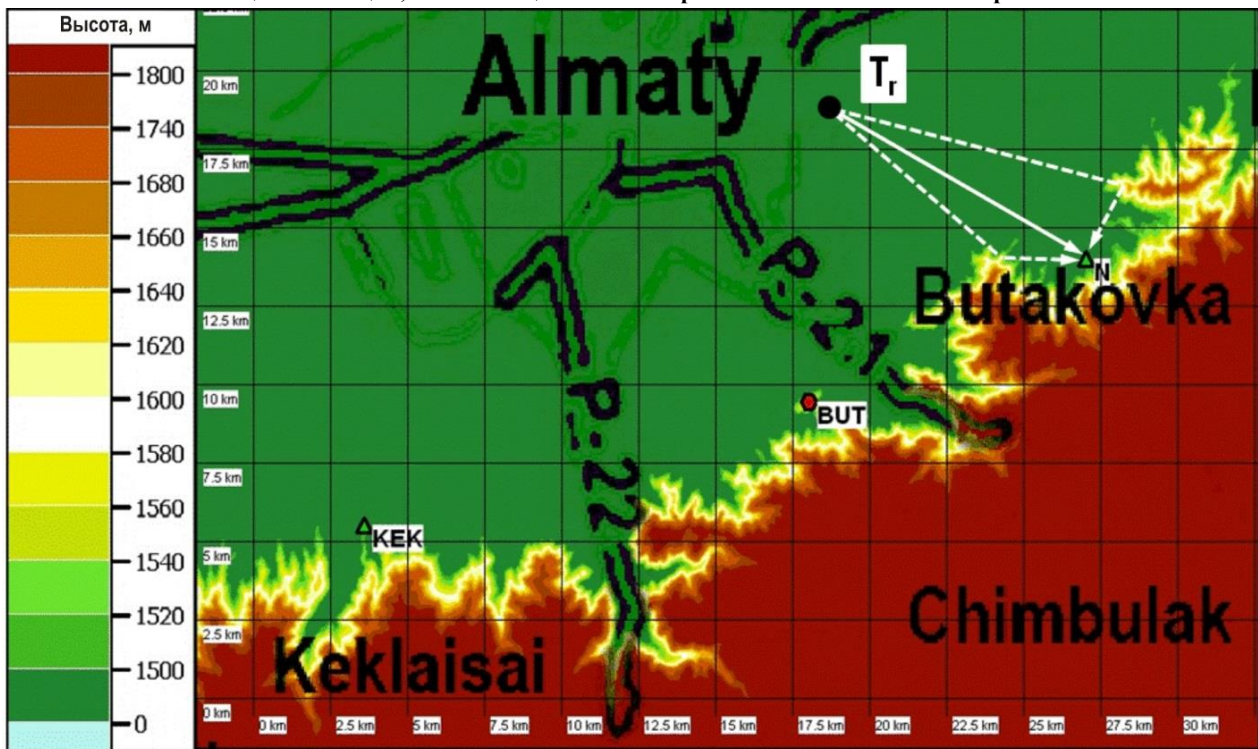 Высота, м
1800
1740
1680
1660
1640
1620
1600
1580
1560
1540
1520
1500
0
20 km
17.5 km
15 km
12.5 km
10 km
7.5 km
5 km
2.5 km
0 km
Almaty
Tr
N
Butakovka
P. 2.1
BUT
P. 22
KEK
Chimbulak
Keklaisai
0 km
2.5 km
5 km
7.5 km
10 km
12.5 km
15 km
17.5 km
20 km
22.5 km
25 km
27.5 km
30 km